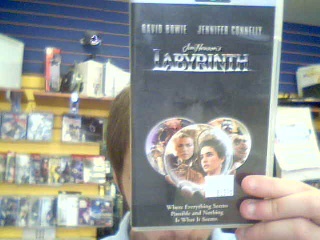 DAVID BOWIE JENNIFER CONNELLY
Jim Henson's
LABYRINTH
Where Everything Seems
Possible and Nothing
Is What It Seems